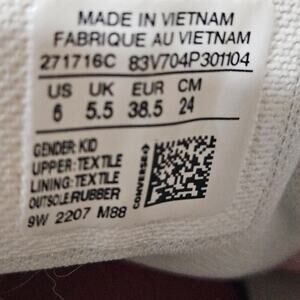 MADE IN VIETNAM
FABRIQUE AU VIETNAM
271716C 83V704P301104
US UK EUR CM
6 5.5 38.5 24
GENDER: KID
UPPER: TEXTILE
LINING: TEXTILE
OUTSOLE: RUBBER
9W 2207 M88
CONVERSE